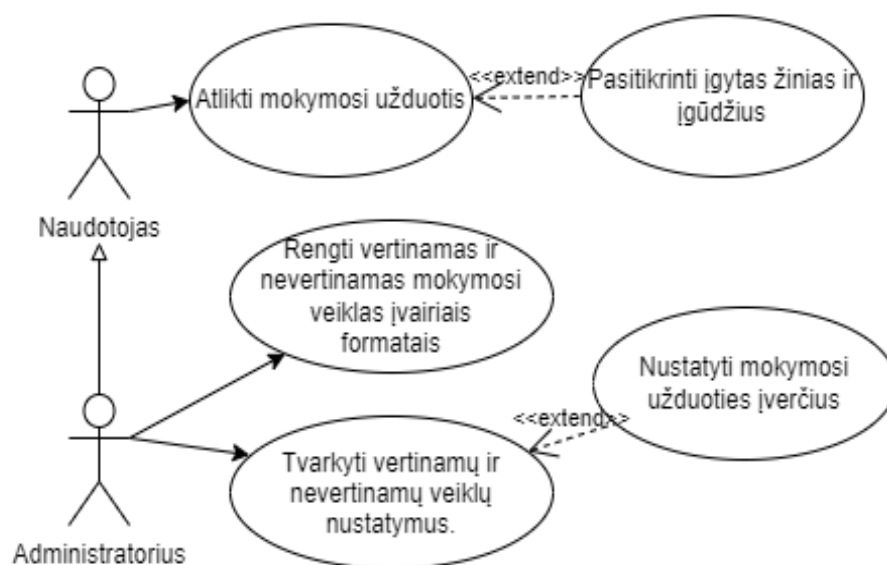 Atlikti mokymosi užduotis
<<extend>>
Pasitikrinti įgytas žinias ir
įgūdžius
Naudotojas
Rengti vertinamas ir
nevertinamas mokymosi
veiklas įvairiais
formatais
Nustatyti mokymosi
užduoties įverčius
<<extend>>
Tvarkyti vertinamų ir
nevertinamų veiklų
nustatymus.
Administratorius